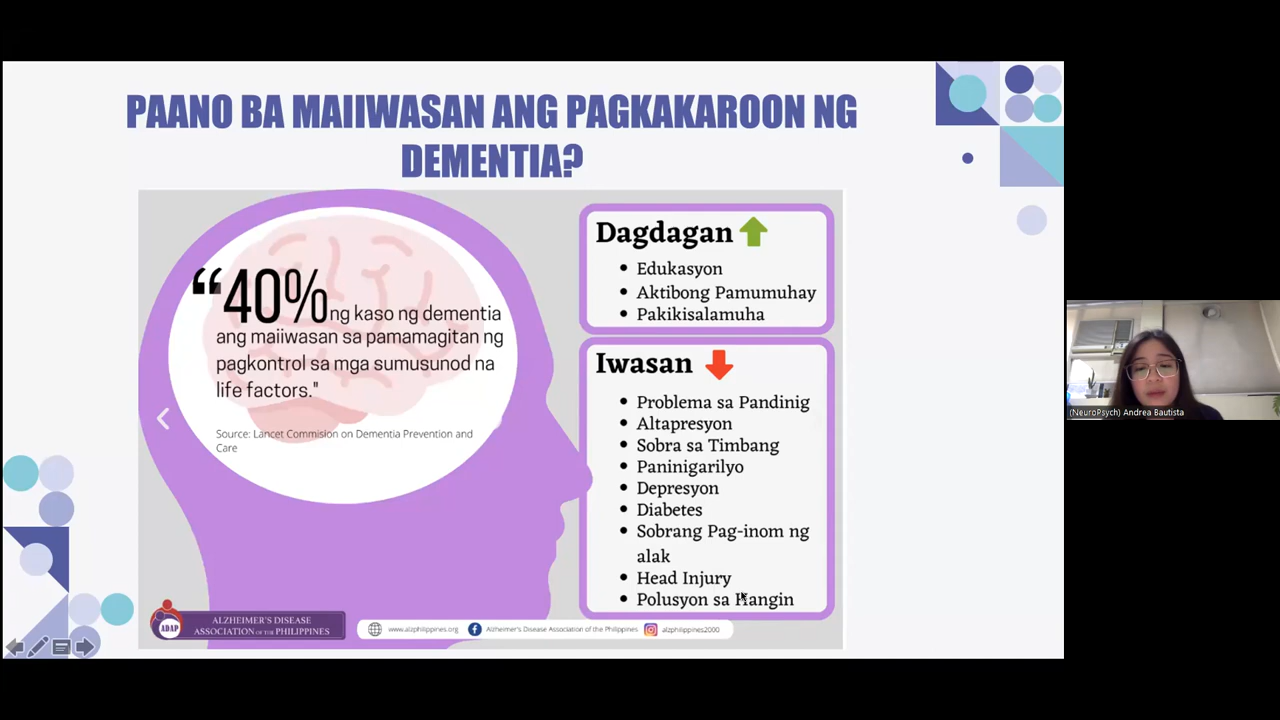 PAANO BA MAIIWASAN ANG PAGKAKAROON NG
DEMENTIA?
“40% ng kaso ng dementia
ang maiiwasan sa pamamagitan ng
pagkontrol sa mga sumusunod na
life factors."
Source: Lancet Commision on Dementia Prevention and
Care
Dagdagan
• Edukasyon
• Aktibong Pamumuhay
• Pakikisalamuha
Iwasan
• Problema sa Pandinig
• Altapresyon
• Sobra sa Timbang
• Paninigarilyo
• Depresyon
• Diabetes
• Sobrang Pag-inom ng
alak
• Head Injury
• Polusyon sa Hangin
ADAP
ALZHEIMER'S DISEASE
ASSOCIATION OF THE PHILIPPINES
www.alzphilippines.org
Alzheimer's Disease Association of the Philippines
alzphilippines2000
(NeuroPsych) Andrea Bautista